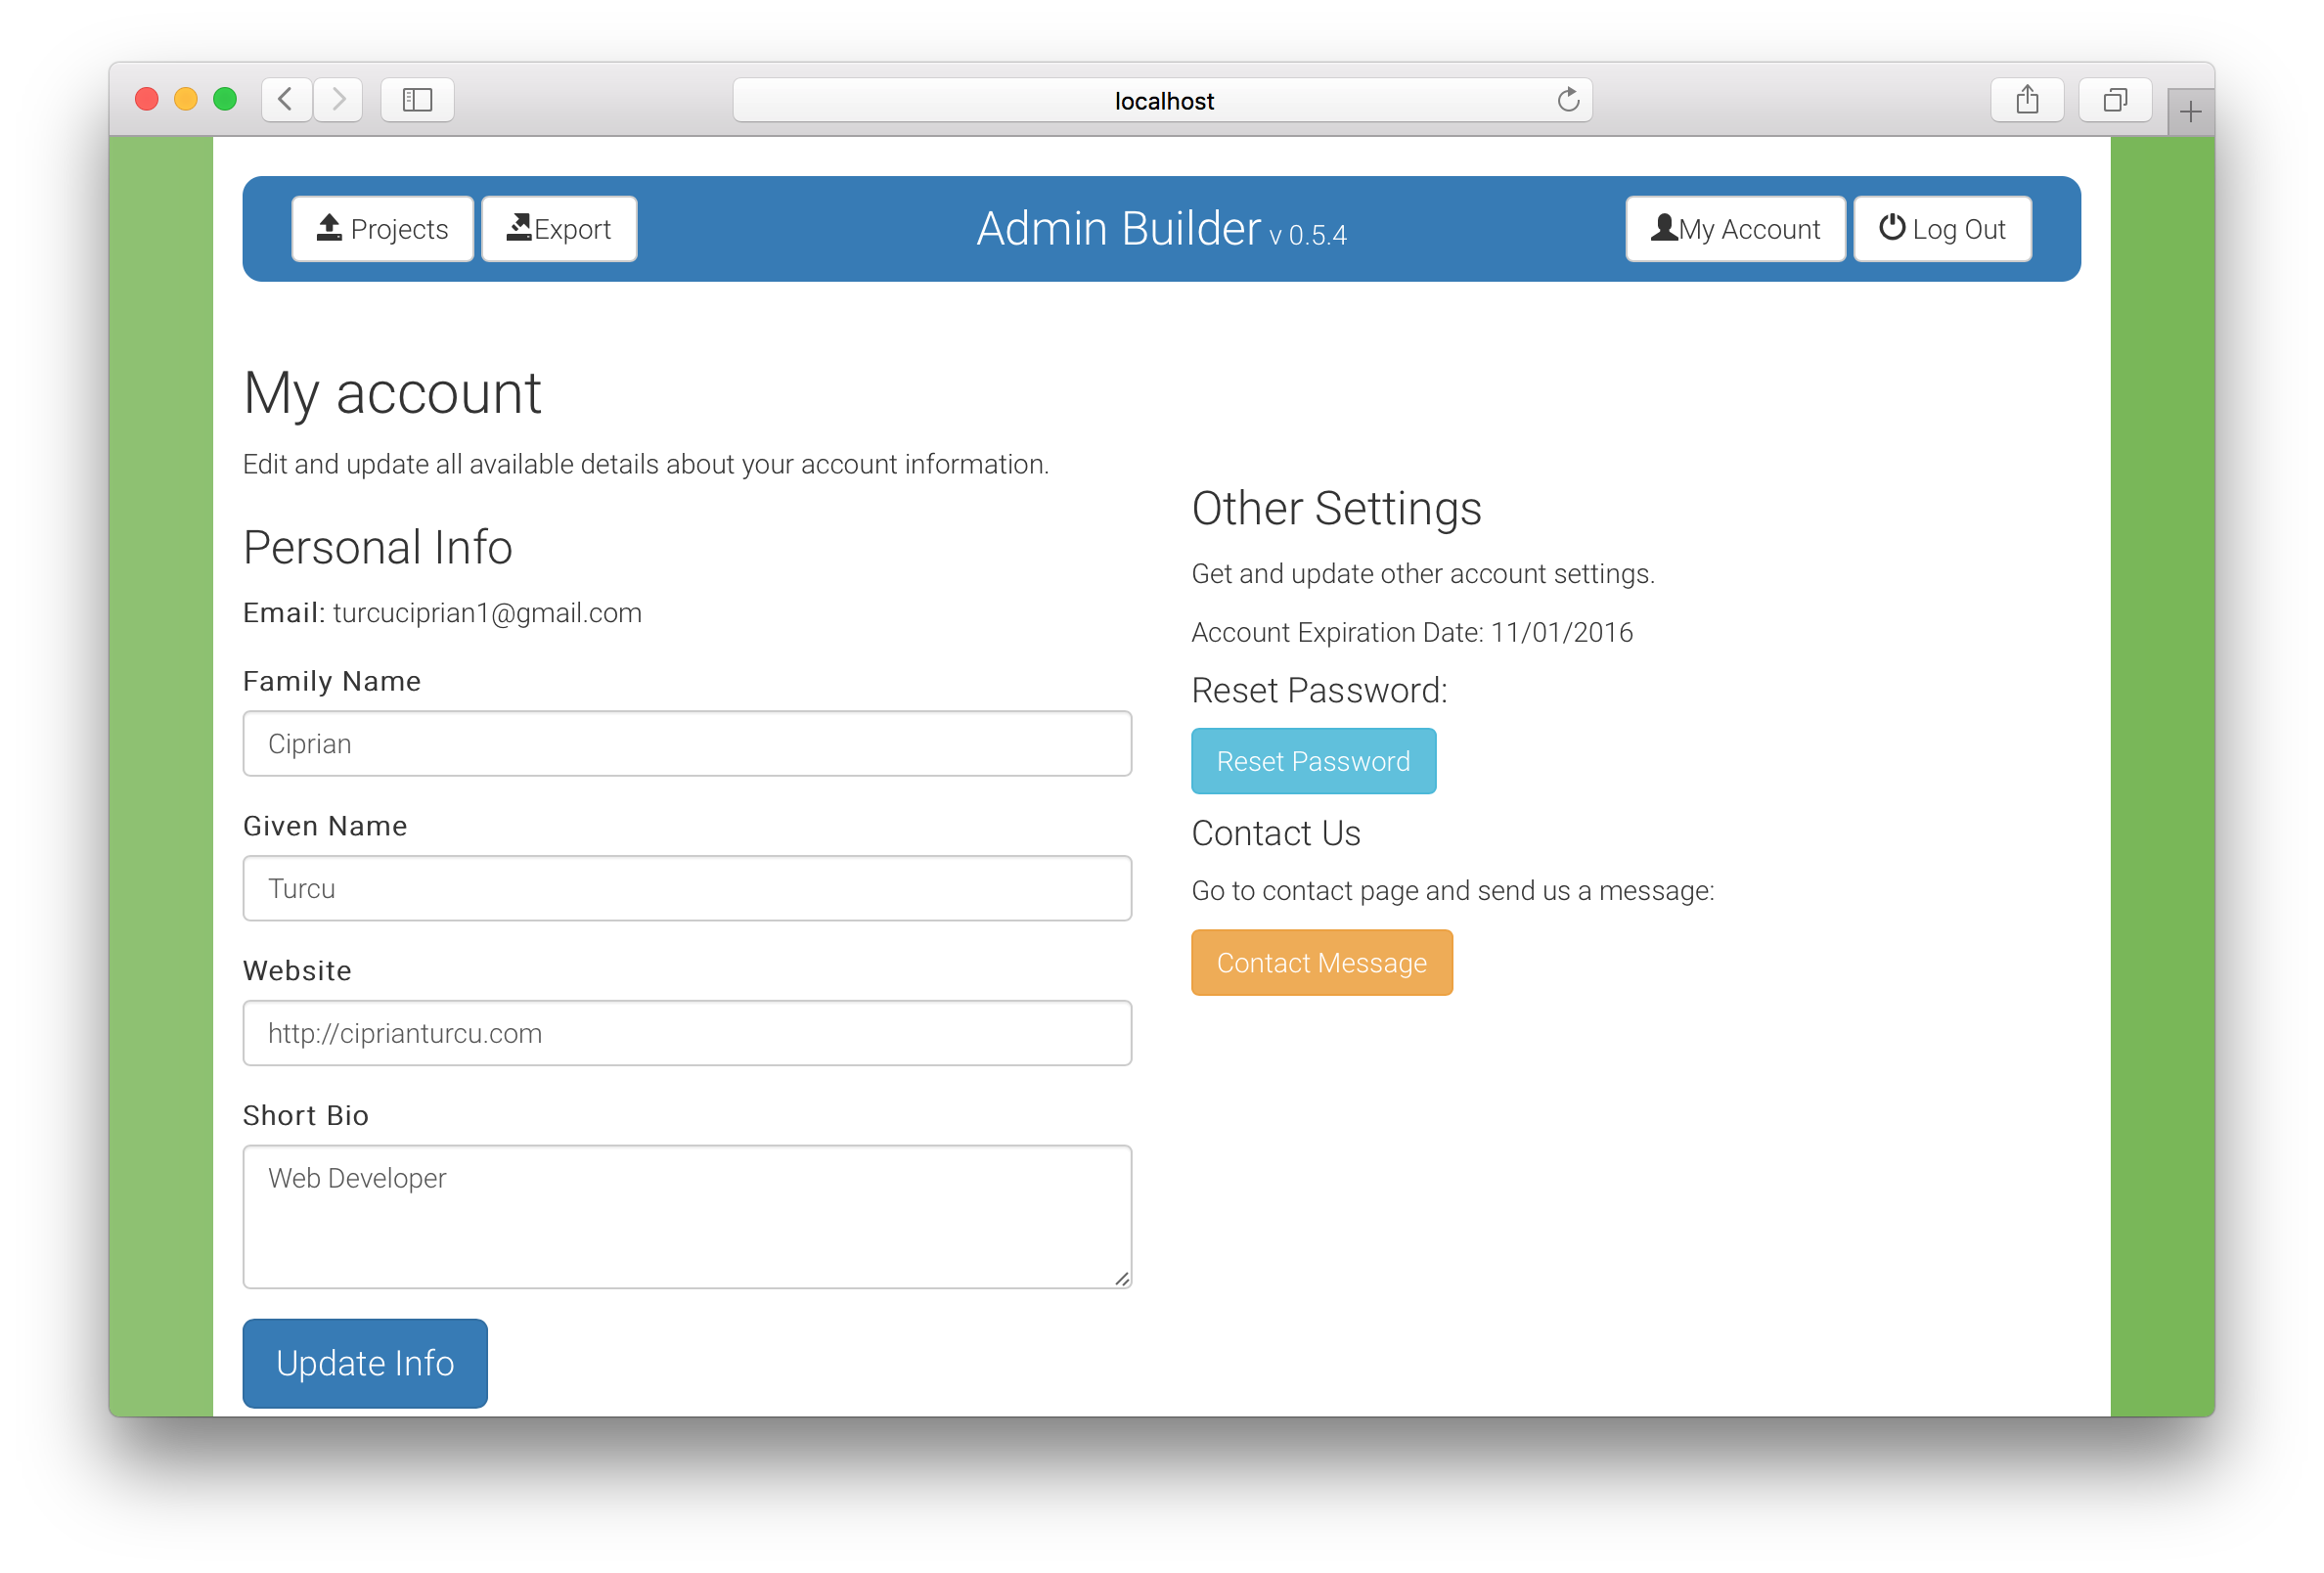 localhost
Projects Export Admin Builder v 0.5.4 My Account Log Out
My account
Edit and update all available details about your account information.
Personal Info
Email: turcuciprian1@gmail.com
Family Name
Ciprian
Given Name
Turcu
Website
http://ciprianturcu.com
Short Bio
Web Developer
Update Info
Other Settings
Get and update other account settings.
Account Expiration Date: 11/01/2016
Reset Password:
Reset Password
Contact Us
Go to contact page and send us a message:
Contact Message